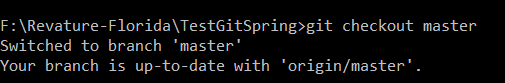 F:\Revature-Florida\TestGitSpring>git checkout master
Switched to branch 'master'
Your branch is up-to-date with 'origin/master'.